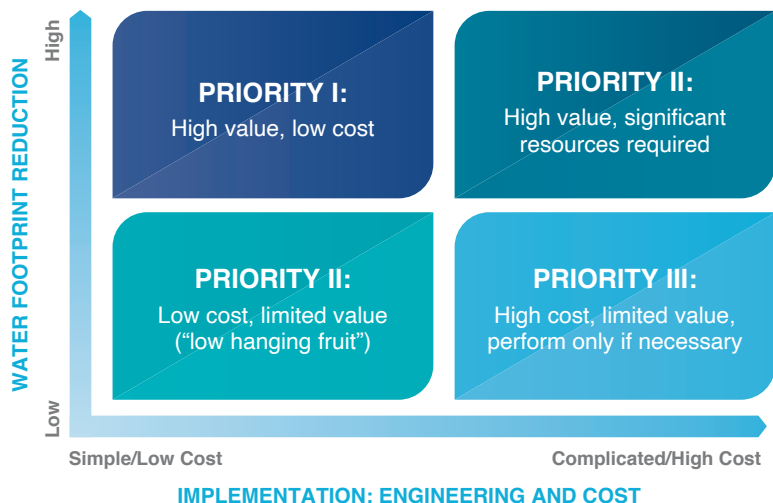 WATER FOOTPRINT REDUCTION
High
Low
PRIORITY I:
High value, low cost
PRIORITY II:
High value, significant
resources required
PRIORITY II:
Low cost, limited value
(“low hanging fruit”)
PRIORITY III:
High cost, limited value,
perform only if necessary
Simple/Low Cost
Complicated/High Cost
IMPLEMENTATION: ENGINEERING AND COST